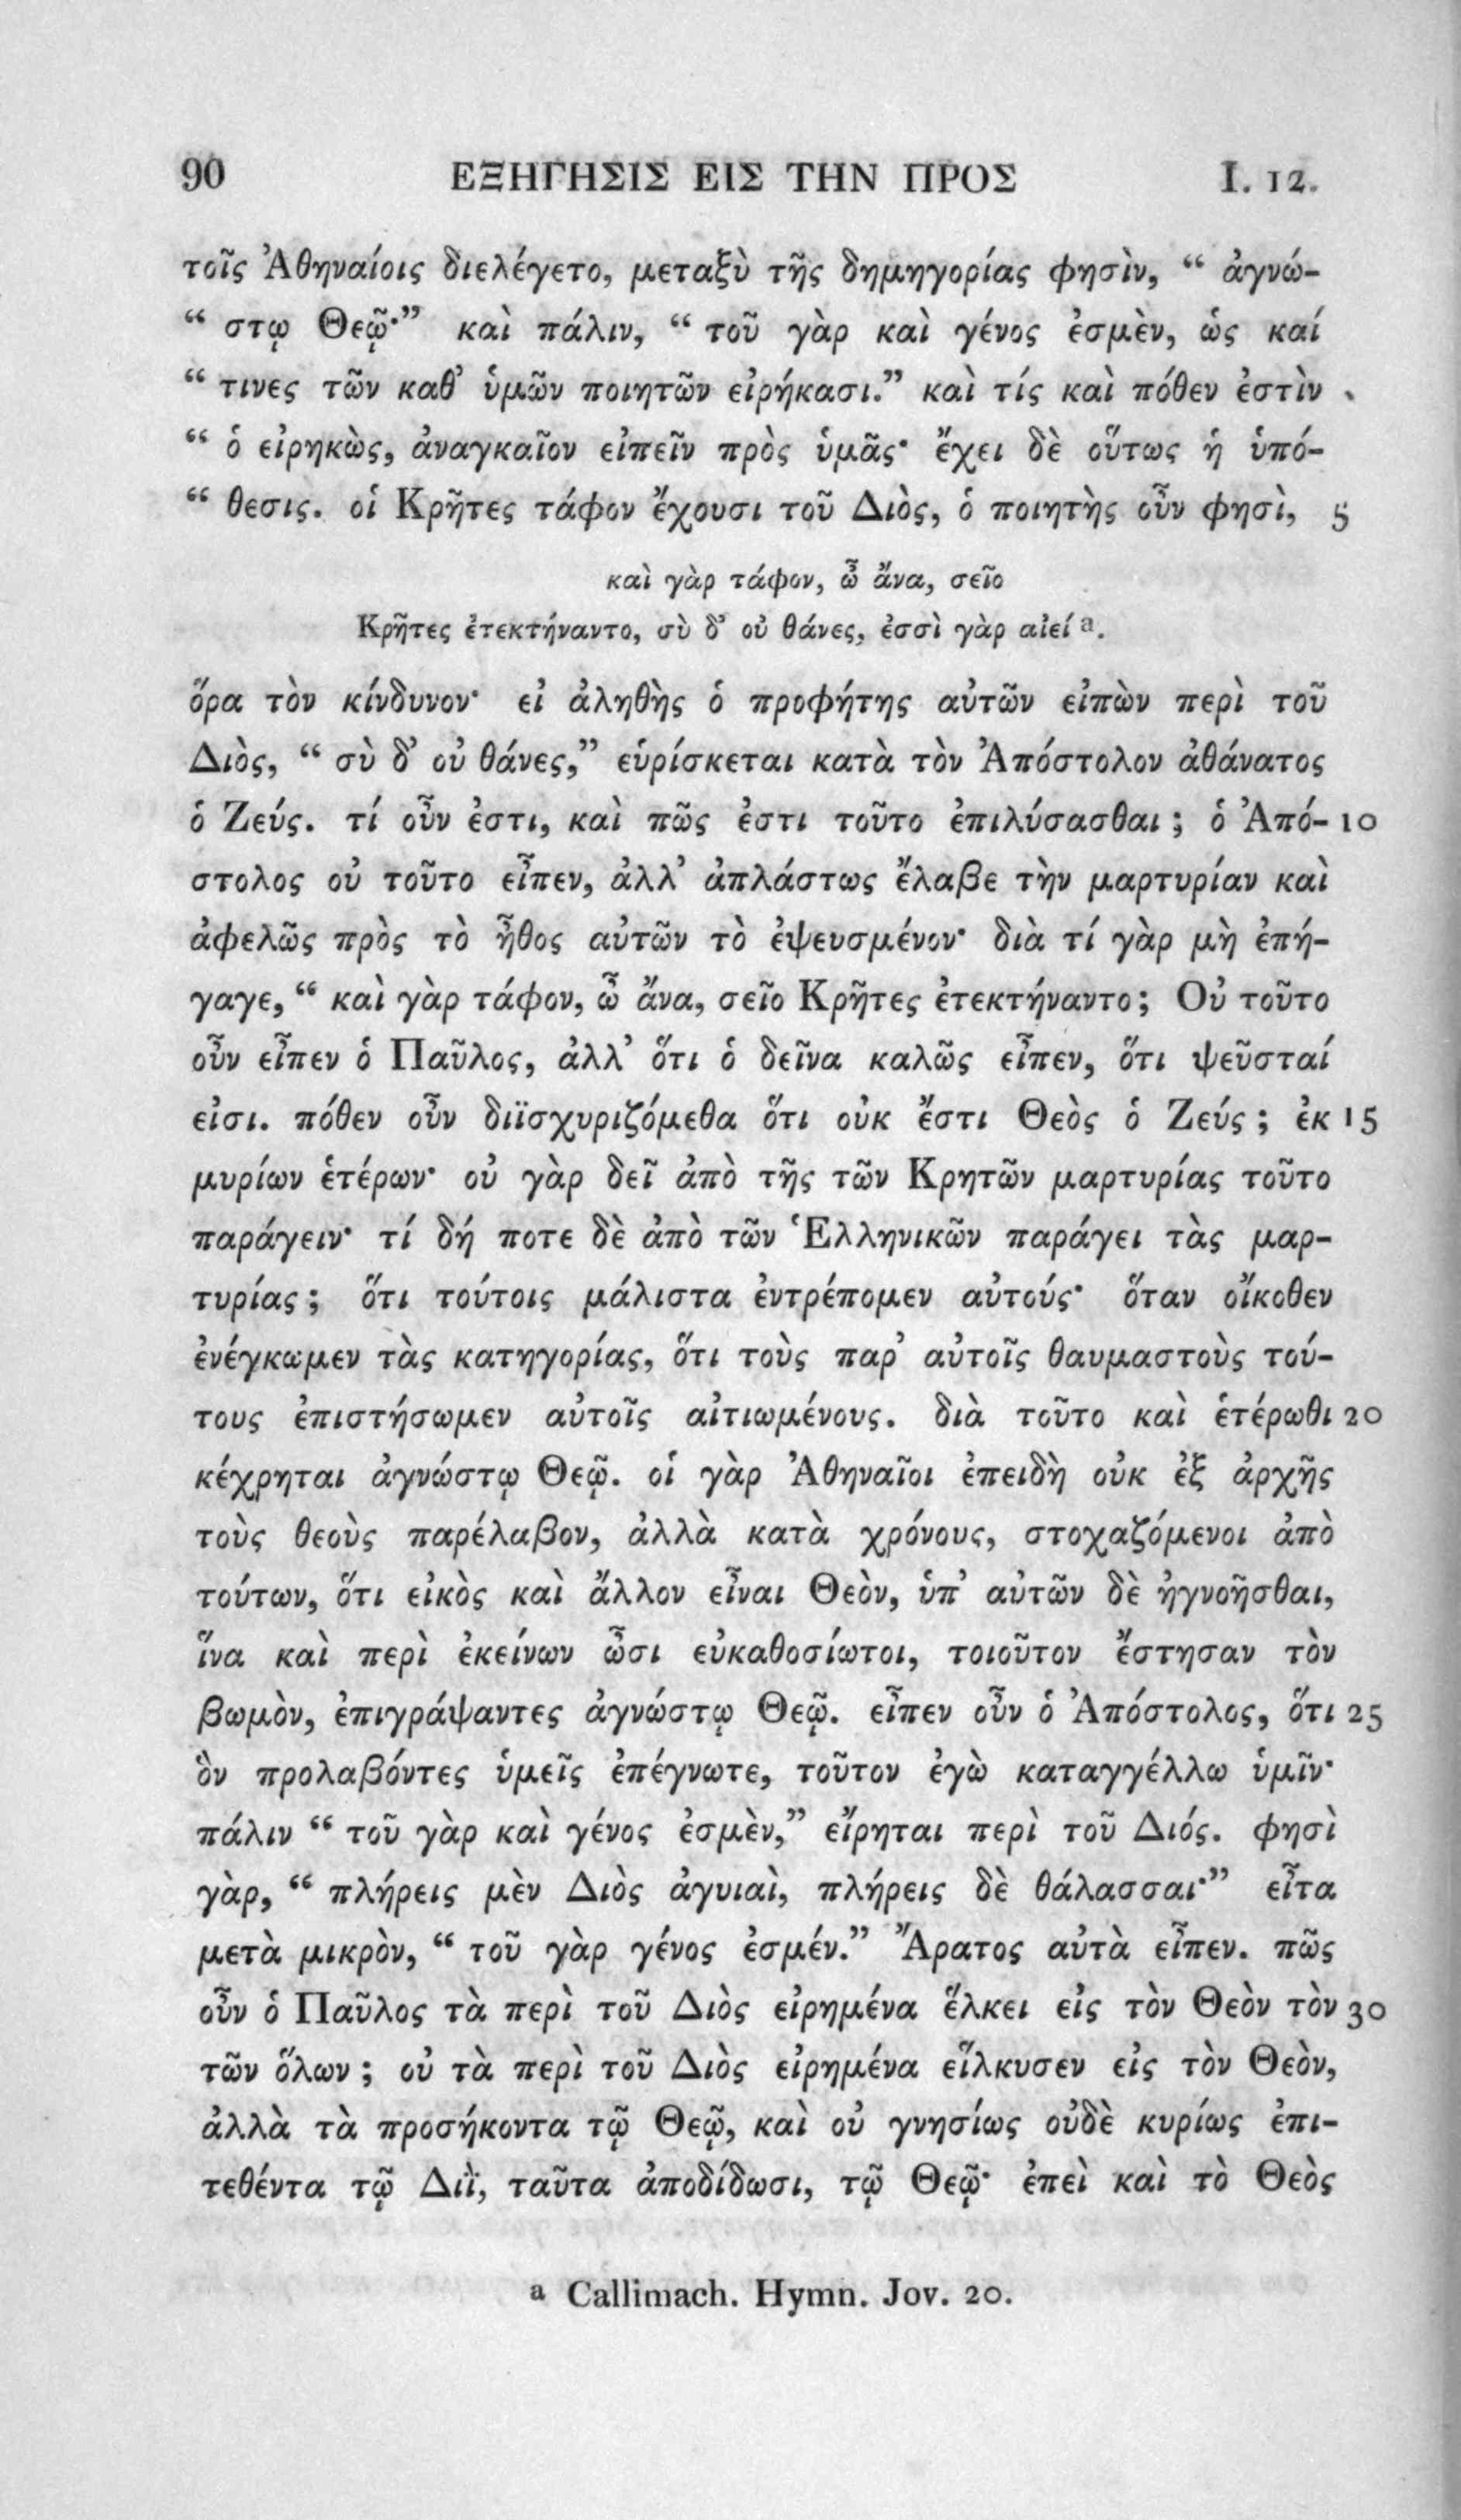 90 ΕΞΗΓΗΣΙΣ ΕΙΣ ΤΗΝ ΠΡΟΣ I. 12.
τοῖς Ἀθηναίοις διελέγετο, μεταξὺ τῆς δημηγορίας φησὶν, “ ἀγνώ-
“ στῳ Θεῷ·” καὶ πάλιν, “ τοῦ γὰρ καὶ γένος ἐσμὲν, ὡς καί
“ τινες τῶν καθ’ ὑμῶν ποιητῶν εἰρήκασι.” καὶ τίς καὶ πόθεν ἐστὶν
“ ὁ εἰρηκὼς, ἀναγκαῖον εἰπεῖν πρὸς ὑμᾶς· ἔχει δὲ οὕτως ἡ ὑπό-
“ θεσις. οἱ Κρῆτες τάφον ἔχουσι τοῦ Διὸς, ὁ ποιητὴς οὖν φησὶ, 5
καὶ γὰρ τάφον, ὦ ἄνα, σεῖο
Κρῆτες ἐτεκτήναντο, σὺ δ’ οὐ θάνες, ἐσσὶ γὰρ αἰεί a.
ὅρα τὸν κίνδυνον· εἰ ἀληθὴς ὁ προφήτης αὐτῶν εἰπὼν περὶ τοῦ
Διὸς, “ σὺ δ’ οὐ θάνες,” εὑρίσκεται κατὰ τὸν Ἀπόστολον ἀθάνατος
ὁ Ζεύς. τί οὖν ἐστι, καὶ πῶς ἐστι τοῦτο ἐπιλύσασθαι ; ὁ Ἀπό- 10
στολος οὐ τοῦτο εἶπεν, ἀλλ’ ἀπλάστως ἔλαβε τὴν μαρτυρίαν καὶ
ἀφελῶς πρὸς τὸ ἦθος αὐτῶν τὸ ἐψευσμένον· διὰ τί γὰρ μὴ ἐπή-
γαγε, “ καὶ γὰρ τάφον, ὦ ἄνα, σεῖο Κρῆτες ἐτεκτήναντο ; Οὐ τοῦτο
οὖν εἶπεν ὁ Παῦλος, ἀλλ’ ὅτι ὁ δεῖνα καλῶς εἶπεν, ὅτι ψεῦσταί
εἰσι. πόθεν οὖν διϊσχυριζόμεθα ὅτι οὐκ ἔστι Θεὸς ὁ Ζεύς ; ἐκ 15
μυρίων ἑτέρων· οὐ γὰρ δεῖ ἀπὸ τῆς τῶν Κρητῶν μαρτυρίας τοῦτο
παράγειν· τί δή ποτε δὲ ἀπὸ τῶν Ἑλληνικῶν παράγει τὰς μαρ-
τυρίας ; ὅτι τούτοις μάλιστα ἐντρέπομεν αὐτούς· ὅταν οἴκοθεν
ἐνέγκωμεν τὰς κατηγορίας, ὅτι τοὺς παρ’ αὐτοῖς θαυμαστοὺς τού-
τους ἐπιστήσωμεν αὐτοῖς αἰτιωμένους. διὰ τοῦτο καὶ ἑτέρωθι 20
κέχρηται ἀγνώστῳ Θεῷ. οἱ γὰρ Ἀθηναῖοι ἐπειδὴ οὐκ ἐξ ἀρχῆς
τοὺς θεοὺς παρέλαβον, ἀλλὰ κατὰ χρόνους, στοχαζόμενοι ἀπὸ
τούτων, ὅτι εἰκὸς καὶ ἄλλον εἶναι Θεὸν, ὑπ’ αὐτῶν δὲ ἠγνοῆσθαι,
ἵνα καὶ περὶ ἐκείνων ὦσι εὐκαθοσίωτοι, τοιοῦτον ἔστησαν τὸν
βωμὸν, ἐπιγράψαντες ἀγνώστῳ Θεῷ. εἶπεν οὖν ὁ Ἀπόστολος, ὅτι 25
ὃν προλαβόντες ὑμεῖς ἐπέγνωτε, τοῦτον ἐγὼ καταγγέλλω ὑμῖν·
πάλιν “ τοῦ γὰρ καὶ γένος ἐσμὲν,” εἴρηται περὶ τοῦ Διός. φησὶ
γὰρ, “ πλήρεις μὲν Διὸς ἀγυιαὶ, πλήρεις δὲ θάλασσαι·” εἶτα
μετὰ μικρὸν, “ τοῦ γὰρ γένος ἐσμέν.” Ἄρατος αὐτὰ εἶπεν. πῶς
οὖν ὁ Παῦλος τὰ περὶ τοῦ Διὸς εἰρημένα ἕλκει εἰς τὸν Θεὸν τὸν 30
τῶν ὅλων ; οὐ τὰ περὶ τοῦ Διὸς εἰρημένα εἵλκυσεν εἰς τὸν Θεὸν,
ἀλλὰ τὰ προσήκοντα τῷ Θεῷ, καὶ οὐ γνησίως οὐδὲ κυρίως ἐπι-
τεθέντα τῷ Διῒ, ταῦτα ἀποδίδωσι, τῷ Θεῷ· ἐπεὶ καὶ τὸ Θεὸς
a Callimach. Hymn. Jov. 20.